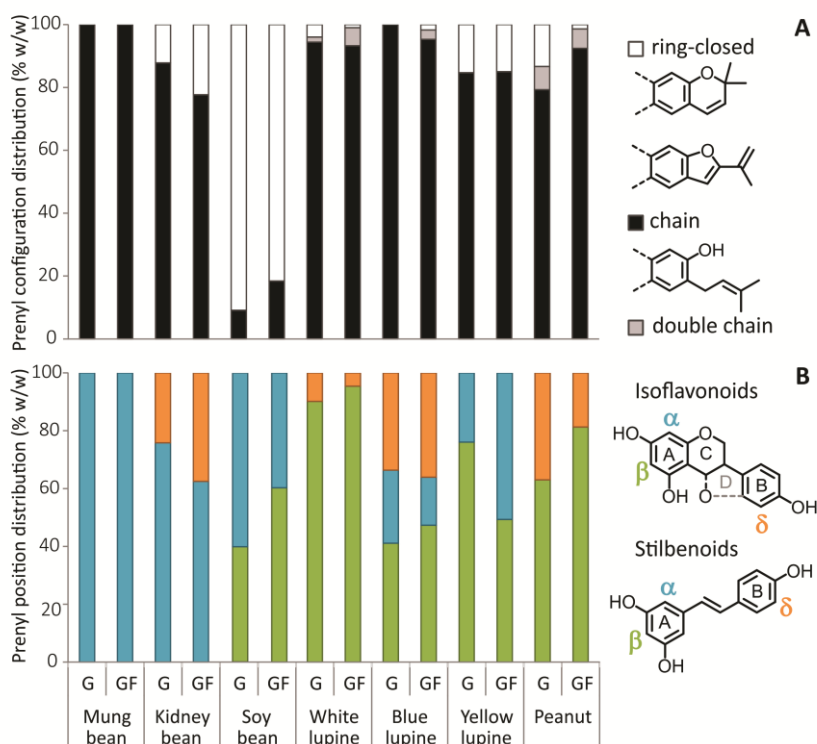 Prenyl configuration distribution (% w/w)
100
80
60
40
20
0
A
ring-closed
O
O
chain
OH
double chain
Prenyl position distribution (% w/w)
100
80
60
40
20
0
B
Isoflavonoids
α
HO
O
A
C
β
D
B
OH
O
OH
δ
Stilbenoids
OH
α
B
HO
δ
A
β
OH
G GF G GF G GF G GF G GF G GF G GF
Mung Kidney Soy White Blue Yellow Peanut
bean bean bean lupine lupine lupine